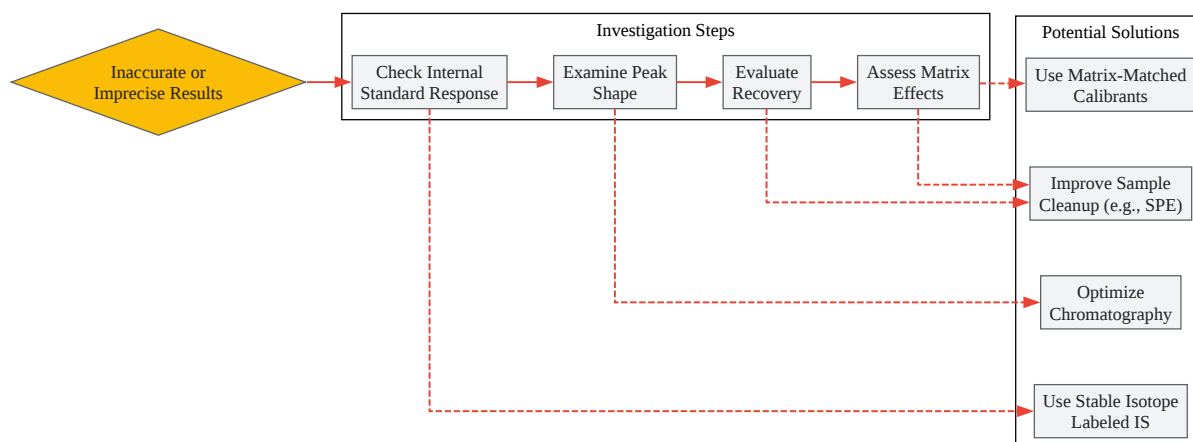 Inaccurate or
Imprecise Results
Investigation Steps
Check Internal
Standard Response
Examine Peak
Shape
Evaluate
Recovery
Assess Matrix
Effects
Potential Solutions
Use Matrix-Matched
Calibrants
Improve Sample
Cleanup (e.g., SPE)
Optimize
Chromatography
Use Stable Isotope
Labeled IS